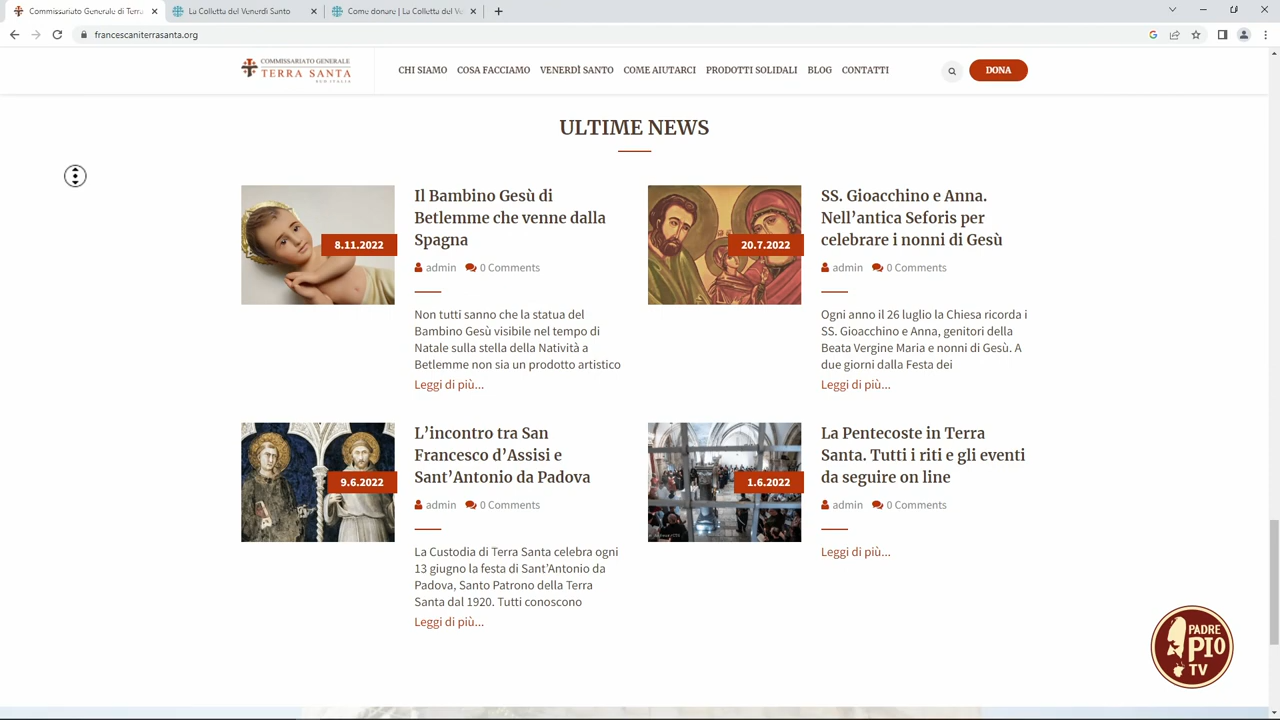 Commissariato Generale di Terra
La Colletta del Venerdì Santo
Come donare | La Colletta del Ve
francescaniterrasanta.org
COMMISSARIATO GENERALE
TERRA SANTA
CHI SIAMO COSA FACCIAMO VENERDÌ SANTO COME AIUTARCI PRODOTTI SOLIDALI BLOG CONTATTI
DONA
ULTIME NEWS
8.11.2022
Il Bambino Gesù di
Betlemme che venne dalla
Spagna
admin 0 Comments
Non tutti sanno che la statua del
Bambino Gesù visibile nel tempo di
Natale sulla stella della Natività a
Betlemme non sia un prodotto artistico
Leggi di più...
20.7.2022
SS. Gioacchino e Anna.
Nell’antica Seforis per
celebrare i nonni di Gesù
admin 0 Comments
Ogni anno il 26 luglio la Chiesa ricorda i
SS. Gioacchino e Anna, genitori della
Beata Vergine Maria e nonni di Gesù. A
due giorni dalla Festa dei
Leggi di più...
9.6.2022
L’incontro tra San
Francesco d’Assisi e
Sant’Antonio da Padova
admin 0 Comments
La Custodia di Terra Santa celebra ogni
13 giugno la festa di Sant’Antonio da
Padova, Santo Patrono della Terra
Santa dal 1920. Tutti conoscono
Leggi di più...
1.6.2022
La Pentecoste in Terra
Santa. Tutti i riti e gli eventi
da seguire on line
admin 0 Comments
Leggi di più...
PADRE
PIO
TV